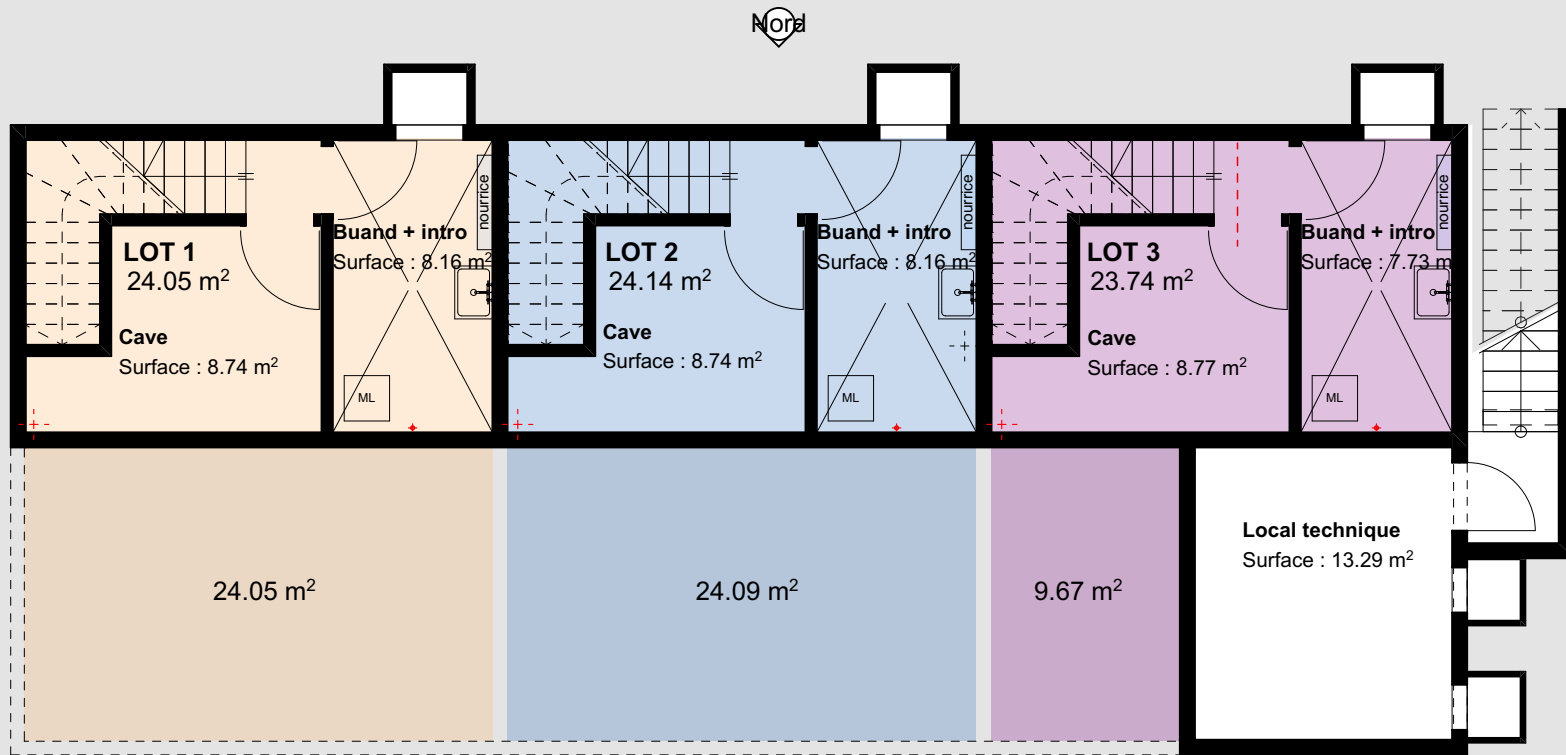 Nord
nourrice
nourrice
nourrice
Buand + intro
Surface : 8.16 m²
Buand + intro
Surface : 8.16 m²
Buand + intro
Surface : 7.73 m
LOT 1
24.05 m²
LOT 2
24.14 m²
LOT 3
23.74 m²
Cave
Surface : 8.74 m²
Cave
Surface : 8.74 m²
Cave
Surface : 8.77 m²
ML
ML
ML
Local technique
Surface : 13.29 m²
24.05 m²
24.09 m²
9.67 m²